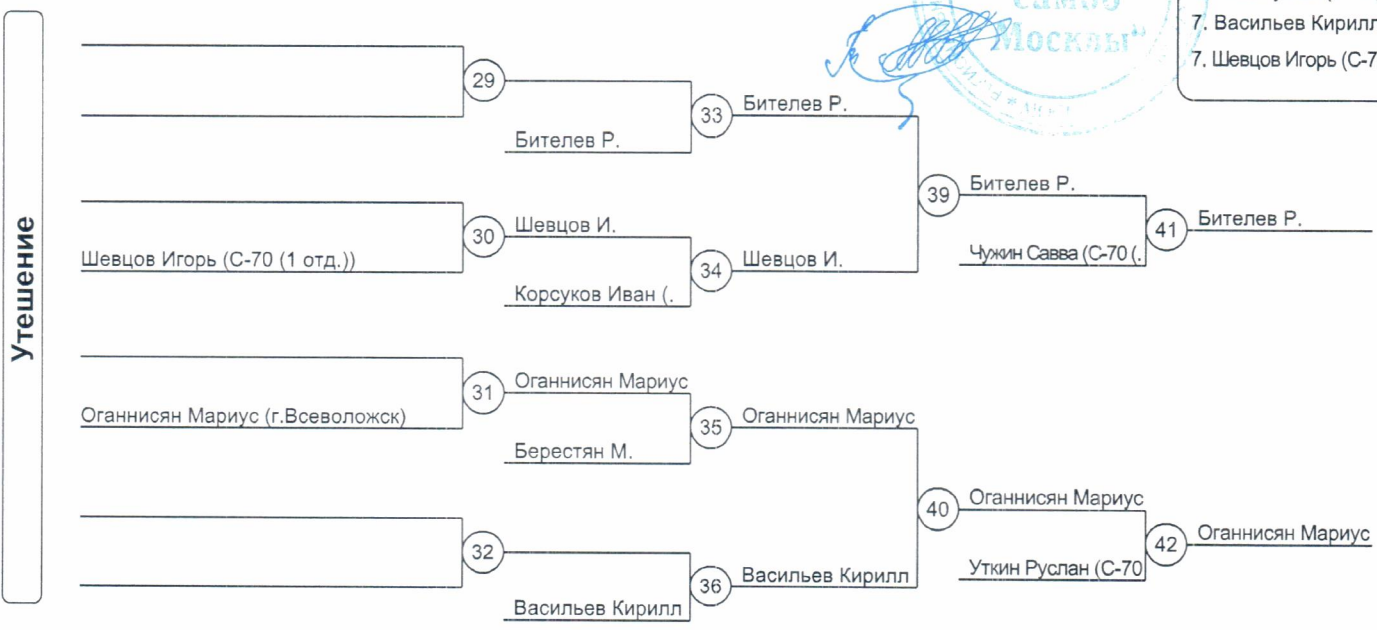 самбо
Москвы"
7. Васильев Кирилл
7. Шевцов Игорь (С-7
Утешение
29
Бителев Р.
33
Бителев Р.
30
Шевцов И.
Шевцов Игорь (С-70 (1 отд.))
Корсуков Иван (.
34
Шевцов И.
39
Бителев Р.
Чужин Савва (С-70 (.
41
Бителев Р.
31
Оганнисян Мариус
Оганнисян Мариус (г.Всеволожск)
Берестян М.
35
Оганнисян Мариус
32
Васильев Кирилл
36
Васильев Кирилл
40
Оганнисян Мариус
Уткин Руслан (С-70
42
Оганнисян Мариус